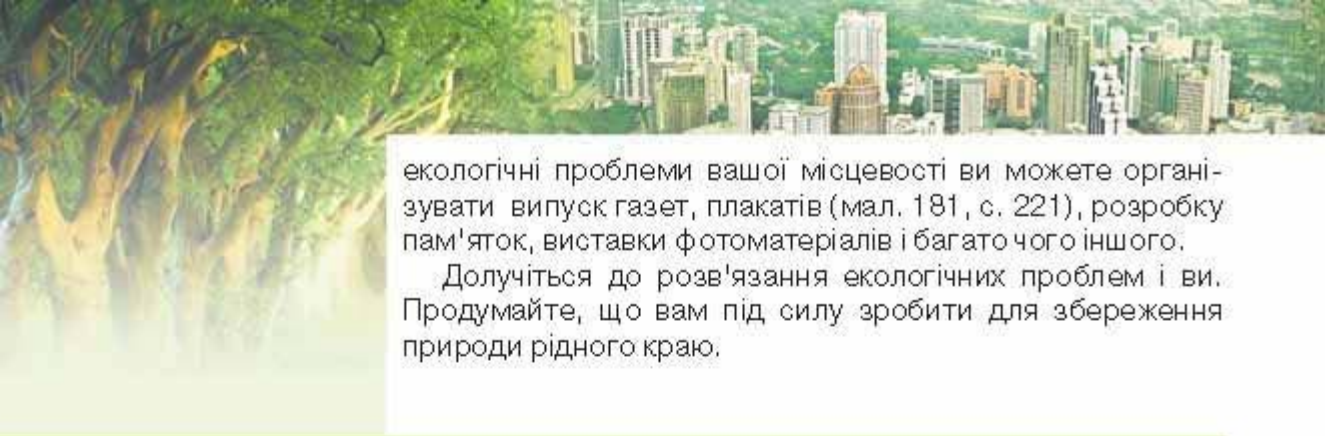 екологічні проблеми вашої місцевості ви можете органі-
зувати випуск газет, плакатів (мал. 181, с. 221), розробку
пам'яток, виставки фотоматеріалів і багато чого іншого.
Долучіться до розв'язання екологічних проблем і ви.
Продумайте, що вам під силу зробити для збереження
природи рідного краю.